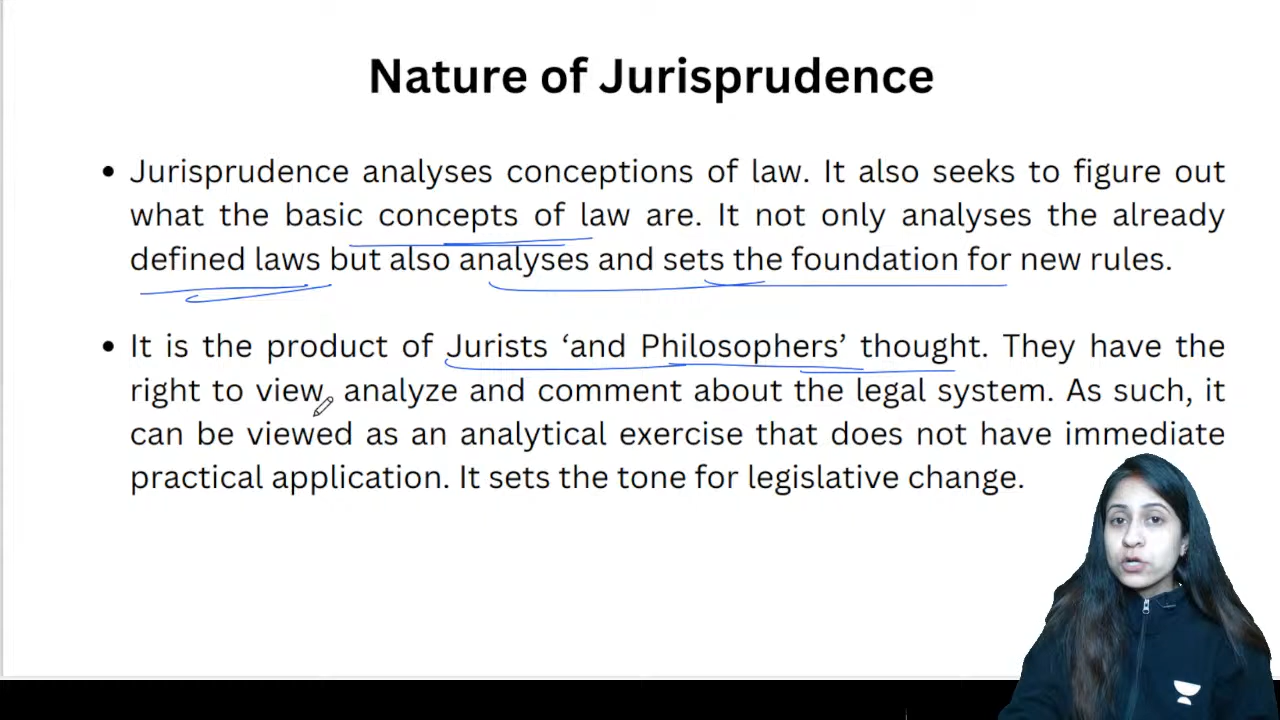 Nature of Jurisprudence
• Jurisprudence analyses conceptions of law. It also seeks to figure out
what the basic concepts of law are. It not only analyses the already
defined laws but also analyses and sets the foundation for new rules.
• It is the product of Jurists ‘and Philosophers’ thought. They have the
right to view, analyze and comment about the legal system. As such, it
can be viewed as an analytical exercise that does not have immediate
practical application. It sets the tone for legislative change.